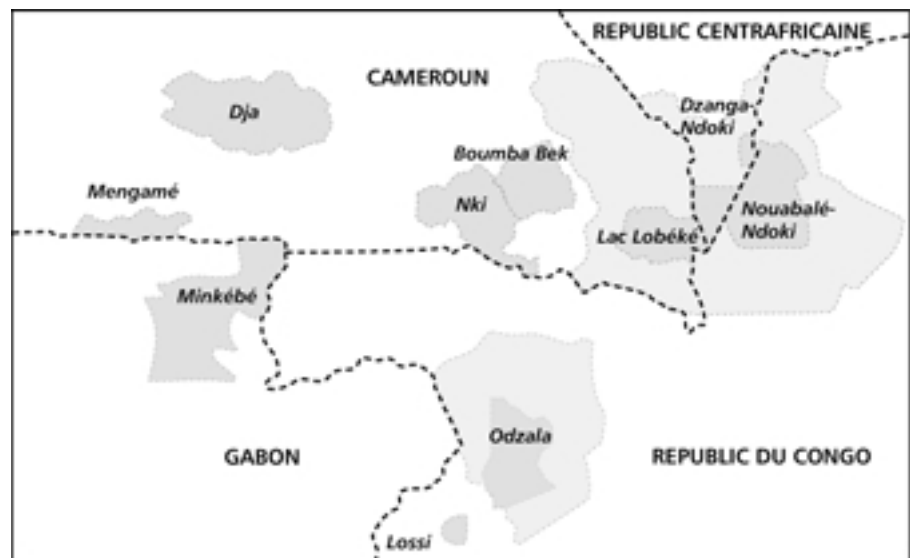 REPUBLIC CENTRAFRICAINE
CAMEROUN
Dja
Dzanga-
Ndoki
Boumba Bek
Mengamé
Nki
Nouabalé-
Ndoki
Lac Lobéké
Minkébé
Odzala
GABON
REPUBLIC DU CONGO
Lossi